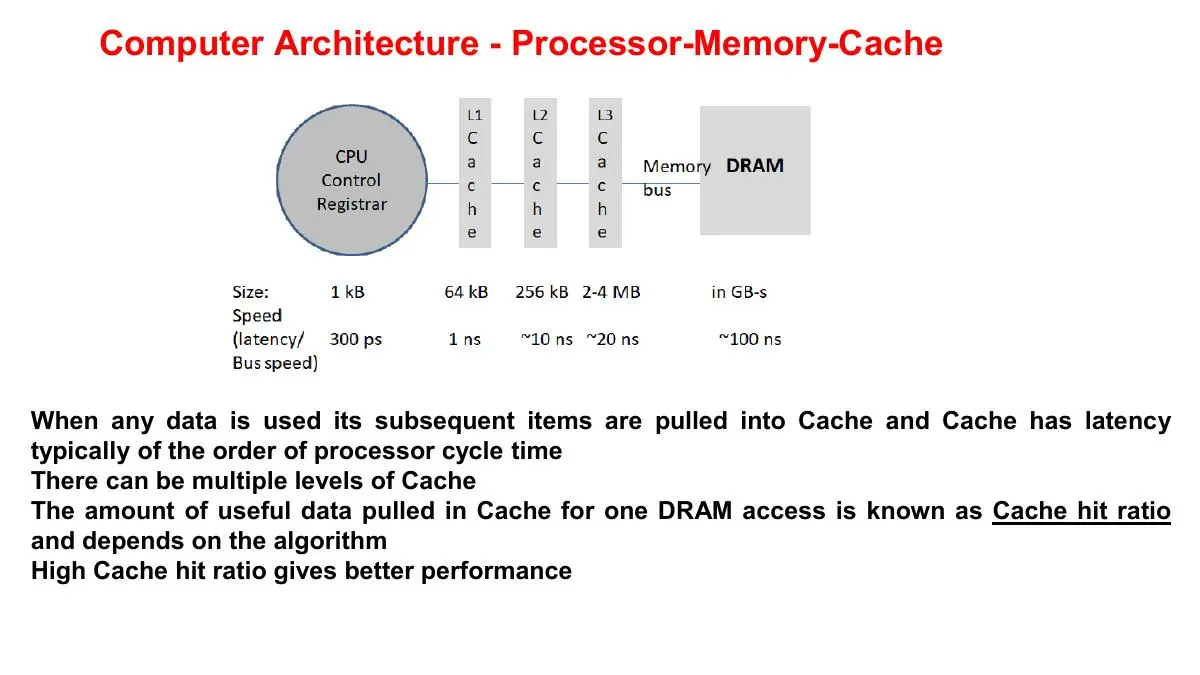 Computer Architecture - Processor-Memory-Cache
CPU
Control
Registrar
L1
C
a
c
h
e
L2
C
a
c
h
e
L3
C
a
c
h
e
Memory
bus
DRAM
Size: 1 kB 64 kB 256 kB 2-4 MB in GB-s
Speed
(latency/ 300 ps 1 ns ~10 ns ~20 ns ~100 ns
Bus speed)
When any data is used its subsequent items are pulled into Cache and Cache has latency
typically of the order of processor cycle time
There can be multiple levels of Cache
The amount of useful data pulled in Cache for one DRAM access is known as Cache hit ratio
and depends on the algorithm
High Cache hit ratio gives better performance